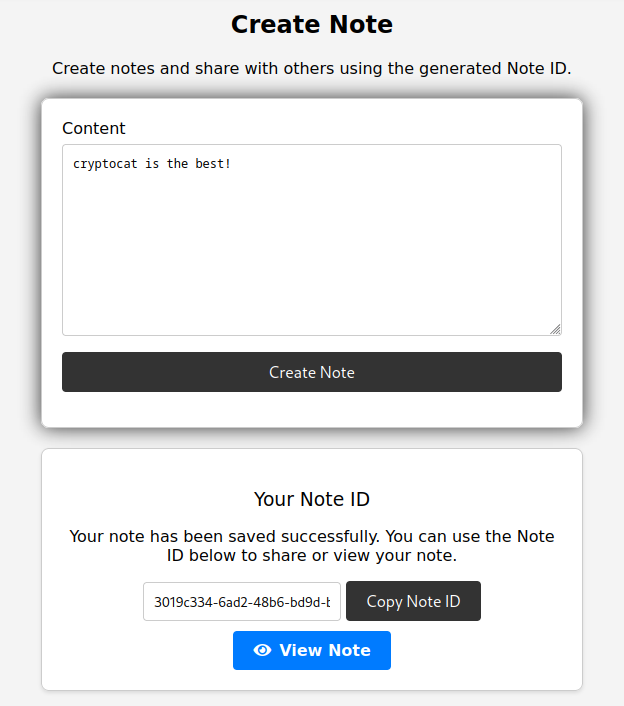 Create Note
Create notes and share with others using the generated Note ID.
Content
cryptocat is the best!
Create Note
Your Note ID
Your note has been saved successfully. You can use the Note
ID below to share or view your note.
3019c334-6ad2-48b6-bd9d-b
Copy Note ID
View Note